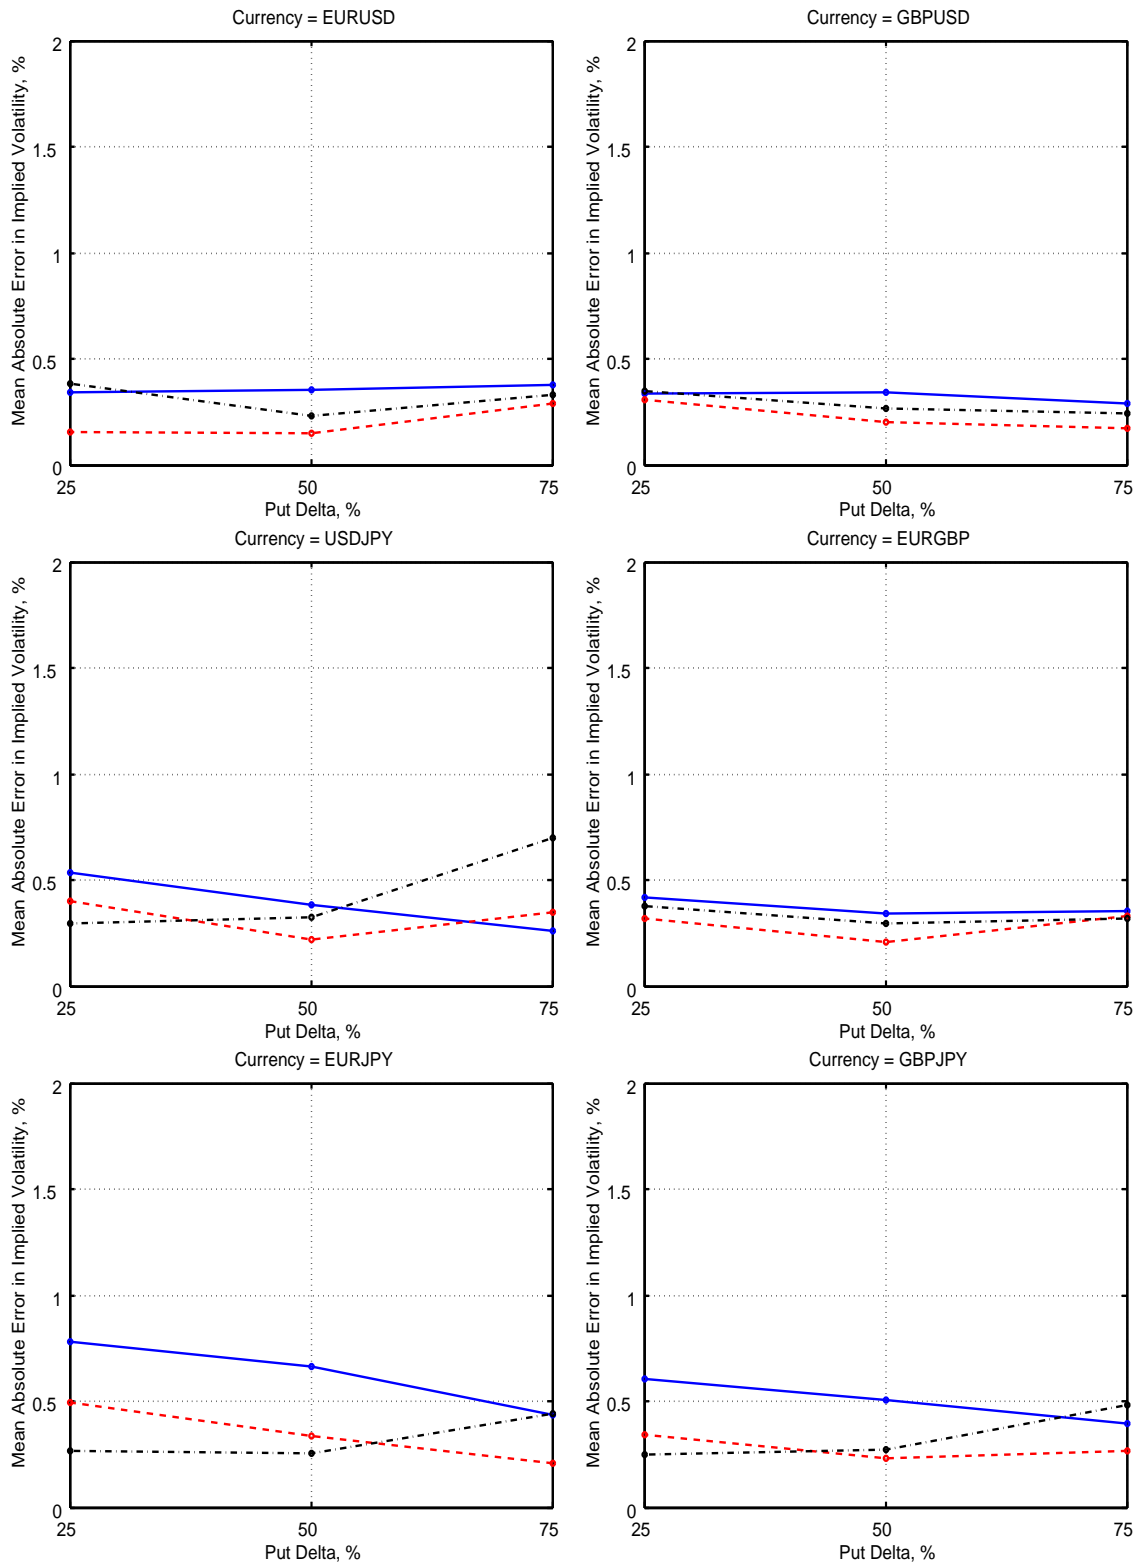 Currency = EURUSD
Mean Absolute Error in Implied Volatility, %
2
1.5
1
0.5
0
25 50 75
Put Delta, %
Currency = GBPUSD
Mean Absolute Error in Implied Volatility, %
2
1.5
1
0.5
0
25 50 75
Put Delta, %
Currency = USDJPY
Mean Absolute Error in Implied Volatility, %
2
1.5
1
0.5
0
25 50 75
Put Delta, %
Currency = EURGBP
Mean Absolute Error in Implied Volatility, %
2
1.5
1
0.5
0
25 50 75
Put Delta, %
Currency = EURJPY
Mean Absolute Error in Implied Volatility, %
2
1.5
1
0.5
0
25 50 75
Put Delta, %
Currency = GBPJPY
Mean Absolute Error in Implied Volatility, %
2
1.5
1
0.5
0
25 50 75
Put Delta, %